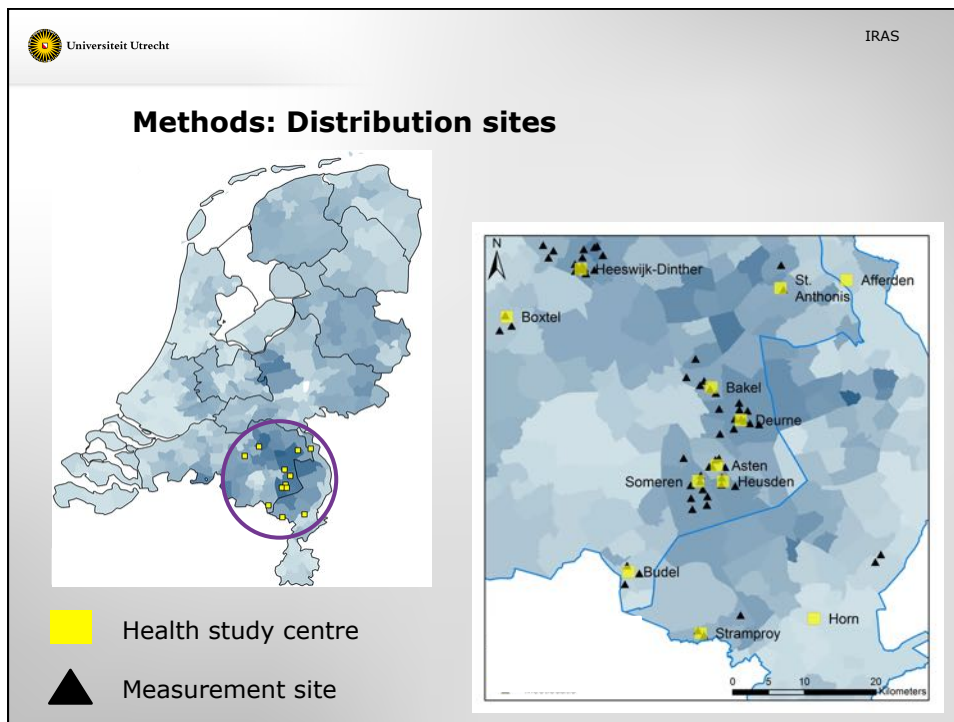 Universiteit Utrecht
IRAS
Methods: Distribution sites
N
Heeswijk-Dinther
St.
Anthonis
Afferden
Boxtel
Bakel
Deurne
Asten
Someren
Heusden
Budel
Horn
Stramproy
0 5 10 20
Kilometers
Health study centre
Measurement site